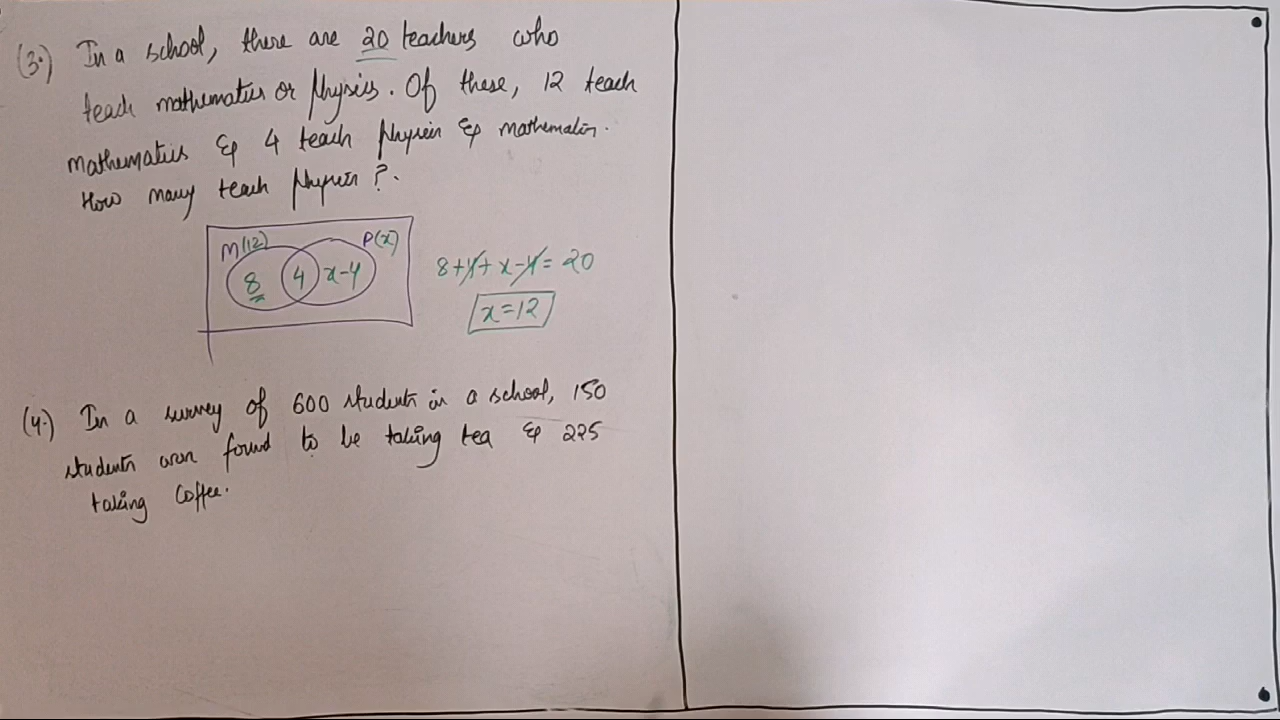 (3.) In a school, there are 20 teachers who
teach mathematics or Physics. Of these, 12 teach
mathematics & 4 teach physics & mathematics.
How many teach physics?.
M(12) P(x)
8 4 x-4
8+4+x-4=20
x=12
(4.) In a survey of 600 students in a school, 150
students were found to be taking tea & 225
taking Coffee.